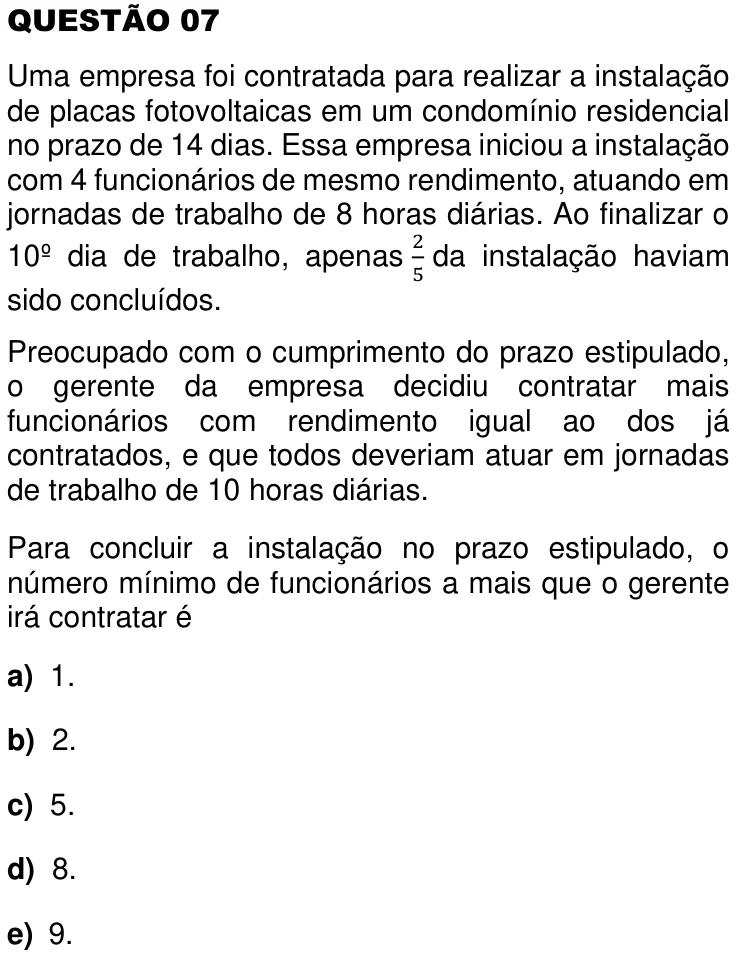 QUESTÃO 07
Uma empresa foi contratada para realizar a instalação
de placas fotovoltaicas em um condomínio residencial
no prazo de 14 dias. Essa empresa iniciou a instalação
com 4 funcionários de mesmo rendimento, atuando em
jornadas de trabalho de 8 horas diárias. Ao finalizar o
10º dia de trabalho, apenas 2/5 da instalação haviam
sido concluídos.
Preocupado com o cumprimento do prazo estipulado,
o gerente da empresa decidiu contratar mais
funcionários com rendimento igual ao dos já
contratados, e que todos deveriam atuar em jornadas
de trabalho de 10 horas diárias.
Para concluir a instalação no prazo estipulado, o
número mínimo de funcionários a mais que o gerente
irá contratar é
a) 1.
b) 2.
c) 5.
d) 8.
e) 9.